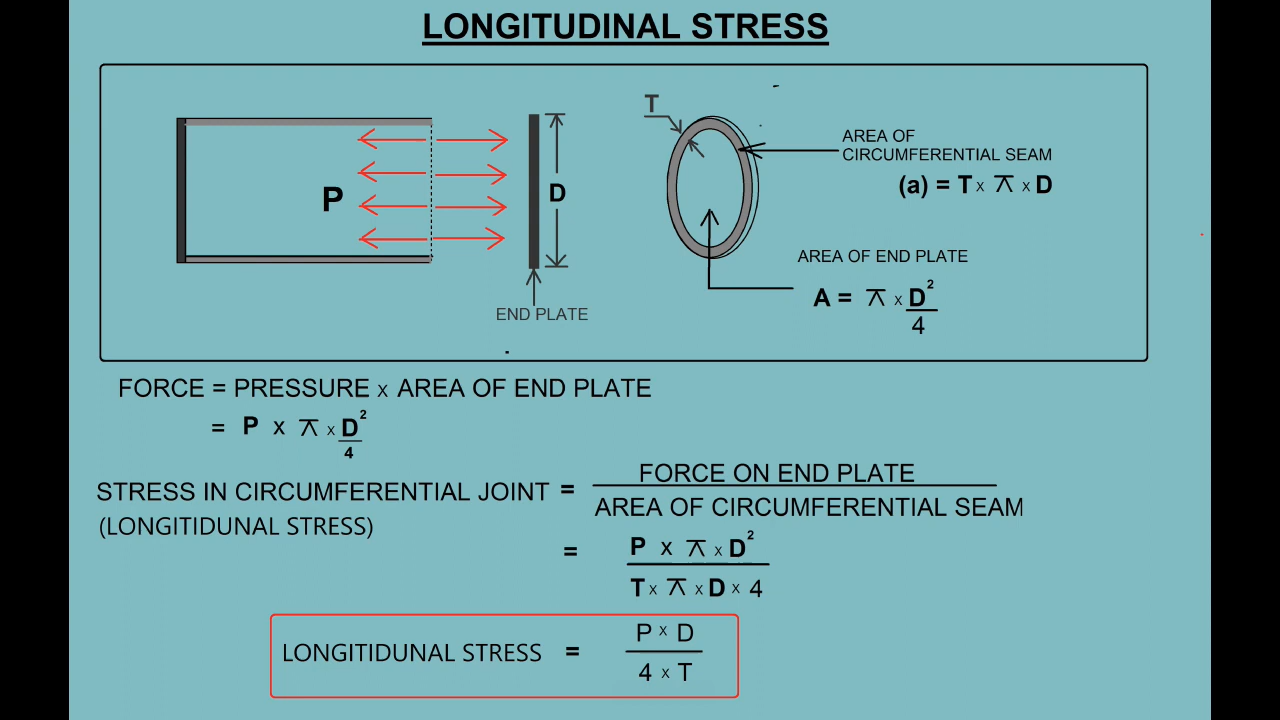 LONGITUDINAL STRESS
T
P
D
END PLATE
AREA OF
CIRCUMFERENTIAL SEAM
(a) = T x π x D
AREA OF END PLATE
A = π x D²
4
FORCE = PRESSURE x AREA OF END PLATE
= P x π x D²
4
STRESS IN CIRCUMFERENTIAL JOINT =
(LONGITIDUNAL STRESS)
FORCE ON END PLATE
AREA OF CIRCUMFERENTIAL SEAM
= P x π x D²
T x π x D x 4
LONGITIDUNAL STRESS = P x D
4 x T